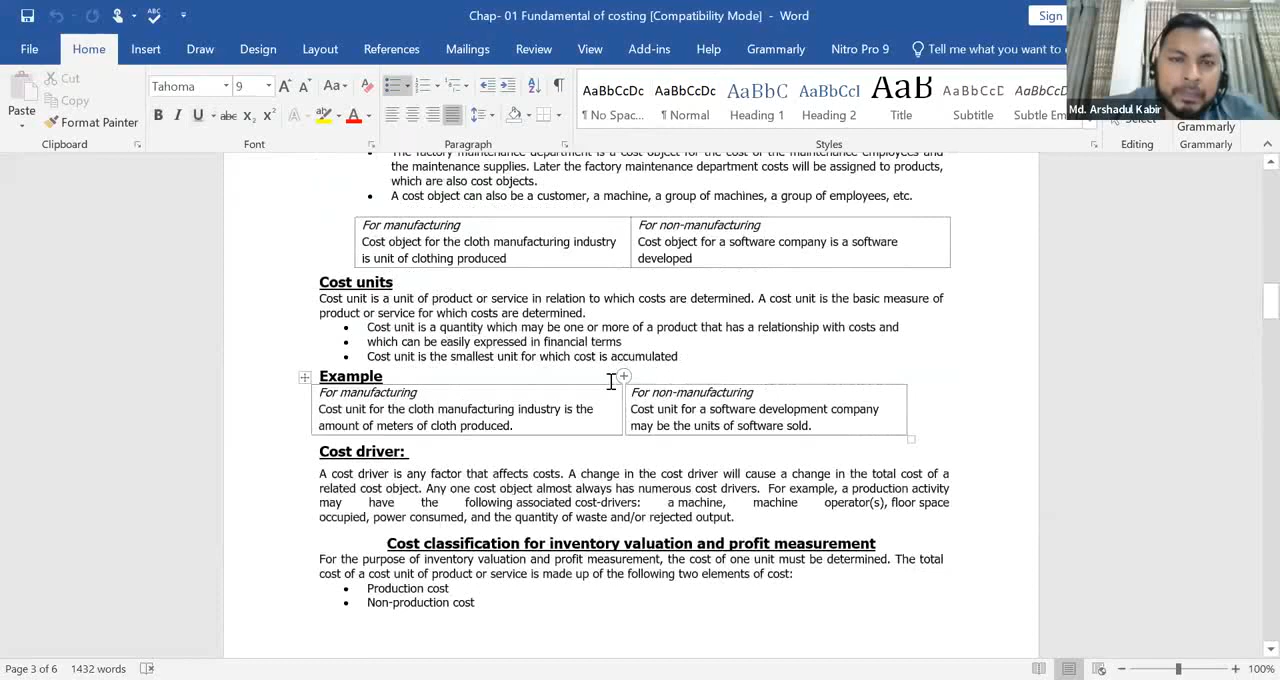 Chap- 01 Fundamental of costing [Compatibility Mode] - Word
Sign
File Home Insert Draw Design Layout References Mailings Review View Add-ins Help Grammarly Nitro Pro 9 Tell me what you want to
Md. Arshadul Kabir
Paste
Cut
Copy
Format Painter
Clipboard
Tahoma 9
Font
Paragraph
AaBbCcDc AaBbCcDc AaBbC AaBbCcI AaB AaBbCcD AaBbCcD
¶ No Spac... ¶ Normal Heading 1 Heading 2 Title Subtitle Subtle Em
Styles
Select
Editing
Grammarly
Grammarly
The factory maintenance department is a cost object for the cost of the maintenance employees and
the maintenance supplies. Later the factory maintenance department costs will be assigned to products,
which are also cost objects.
• A cost object can also be a customer, a machine, a group of machines, a group of employees, etc.
For manufacturing
Cost object for the cloth manufacturing industry
is unit of clothing produced
For non-manufacturing
Cost object for a software company is a software
developed
Cost units
Cost unit is a unit of product or service in relation to which costs are determined. A cost unit is the basic measure of
product or service for which costs are determined.
• Cost unit is a quantity which may be one or more of a product that has a relationship with costs and
• which can be easily expressed in financial terms
• Cost unit is the smallest unit for which cost is accumulated
Example
For manufacturing
Cost unit for the cloth manufacturing industry is the
amount of meters of cloth produced.
For non-manufacturing
Cost unit for a software development company
may be the units of software sold.
Cost driver:
A cost driver is any factor that affects costs. A change in the cost driver will cause a change in the total cost of a
related cost object. Any one cost object almost always has numerous cost drivers. For example, a production activity
may have the following associated cost-drivers: a machine, machine operator(s), floor space
occupied, power consumed, and the quantity of waste and/or rejected output.
Cost classification for inventory valuation and profit measurement
For the purpose of inventory valuation and profit measurement, the cost of one unit must be determined. The total
cost of a cost unit of product or service is made up of the following two elements of cost:
• Production cost
• Non-production cost
Page 3 of 6 1432 words
100%